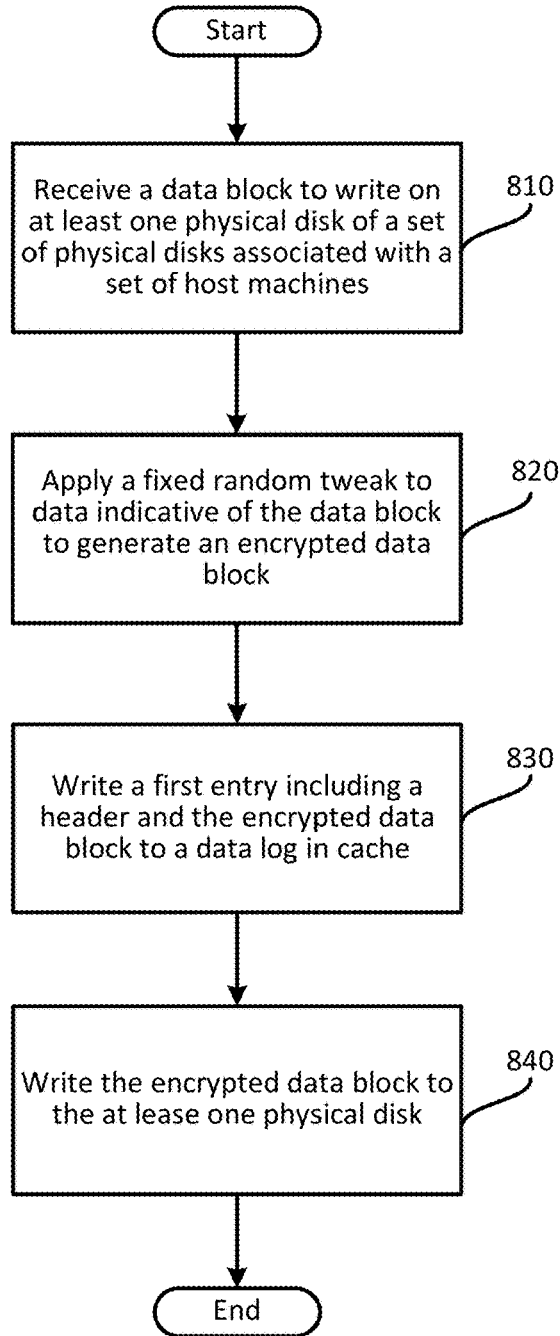 Start
Receive a data block to write on
at least one physical disk of a set
of physical disks associated with a
set of host machines
810
Apply a fixed random tweak to
data indicative of the data block
to generate an encrypted data
block
820
Write a first entry including a
header and the encrypted data
block to a data log in cache
830
Write the encrypted data block to
the at lease one physical disk
840
End